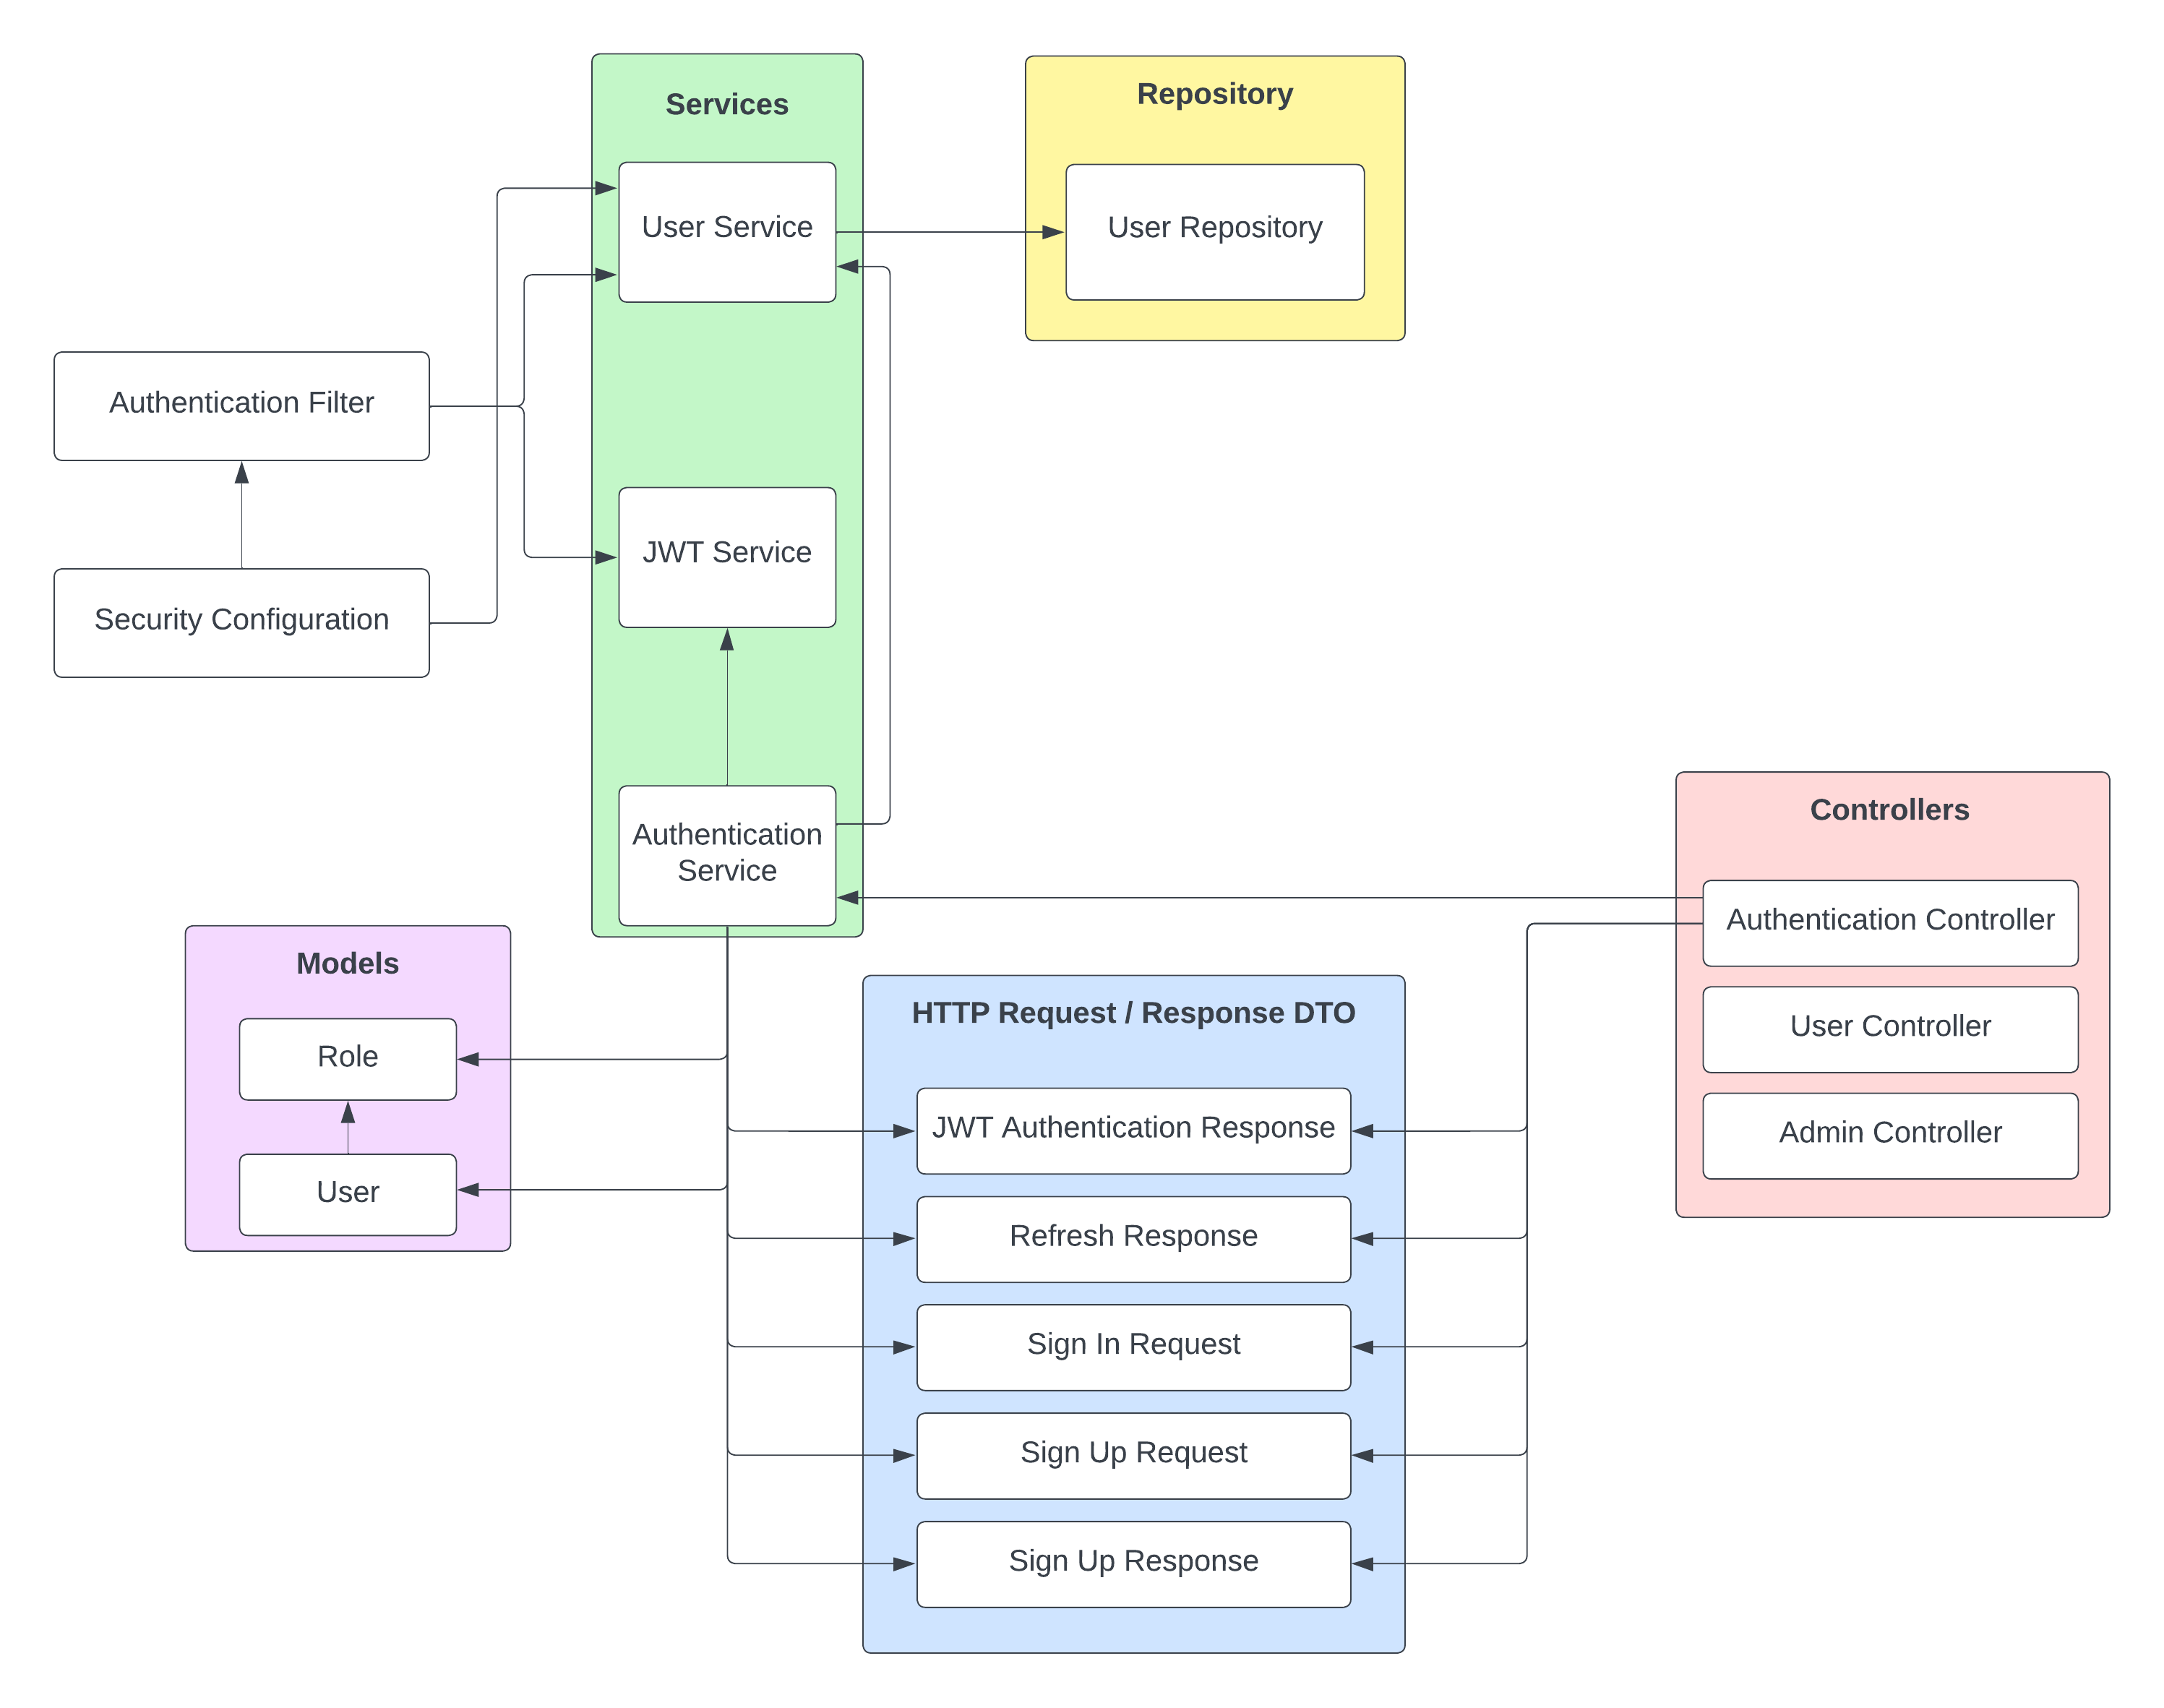 Services
User Service
JWT Service
Authentication
Service
Repository
User Repository
Authentication Filter
Security Configuration
Controllers
Authentication Controller
User Controller
Admin Controller
Models
Role
User
HTTP Request / Response DTO
JWT Authentication Response
Refresh Response
Sign In Request
Sign Up Request
Sign Up Response